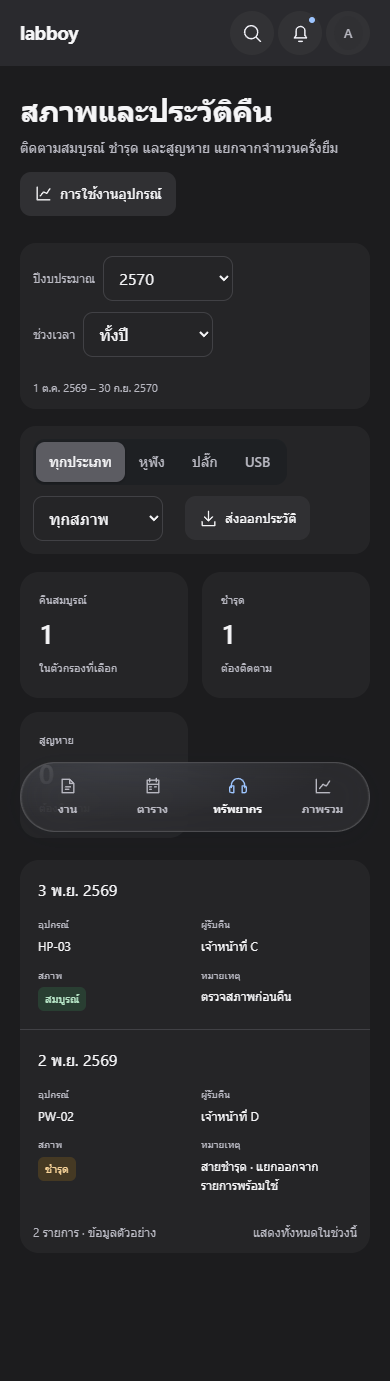 labboy
A
สภาพและประวัติคืน
ติดตามสมบูรณ์ ชำรุด และสูญหาย แยกจากจำนวนครั้งยืม
การใช้งานอุปกรณ์
ปีงบประมาณ 2570
ช่วงเวลา ทั้งปี
1 ต.ค. 2569 – 30 ก.ย. 2570
ทุกประเภท หูฟัง ปลั๊ก USB
ทุกสภาพ ส่งออกประวัติ
คืนสมบูรณ์ ชำรุด
1 1
ในตัวกรองที่เลือก ต้องติดตาม
สูญหาย
0
งาน ตาราง ทรัพยากร ภาพรวม
3 พ.ย. 2569
อุปกรณ์ ผู้รับคืน
HP-03 เจ้าหน้าที่ C
สภาพ หมายเหตุ
สมบูรณ์ ตรวจสภาพก่อนคืน
2 พ.ย. 2569
อุปกรณ์ ผู้รับคืน
PW-02 เจ้าหน้าที่ D
สภาพ หมายเหตุ
ชำรุด สายชำรุด · แยกออกจาก
รายการพร้อมใช้
2 รายการ · ข้อมูลตัวอย่าง แสดงทั้งหมดในช่วงนี้